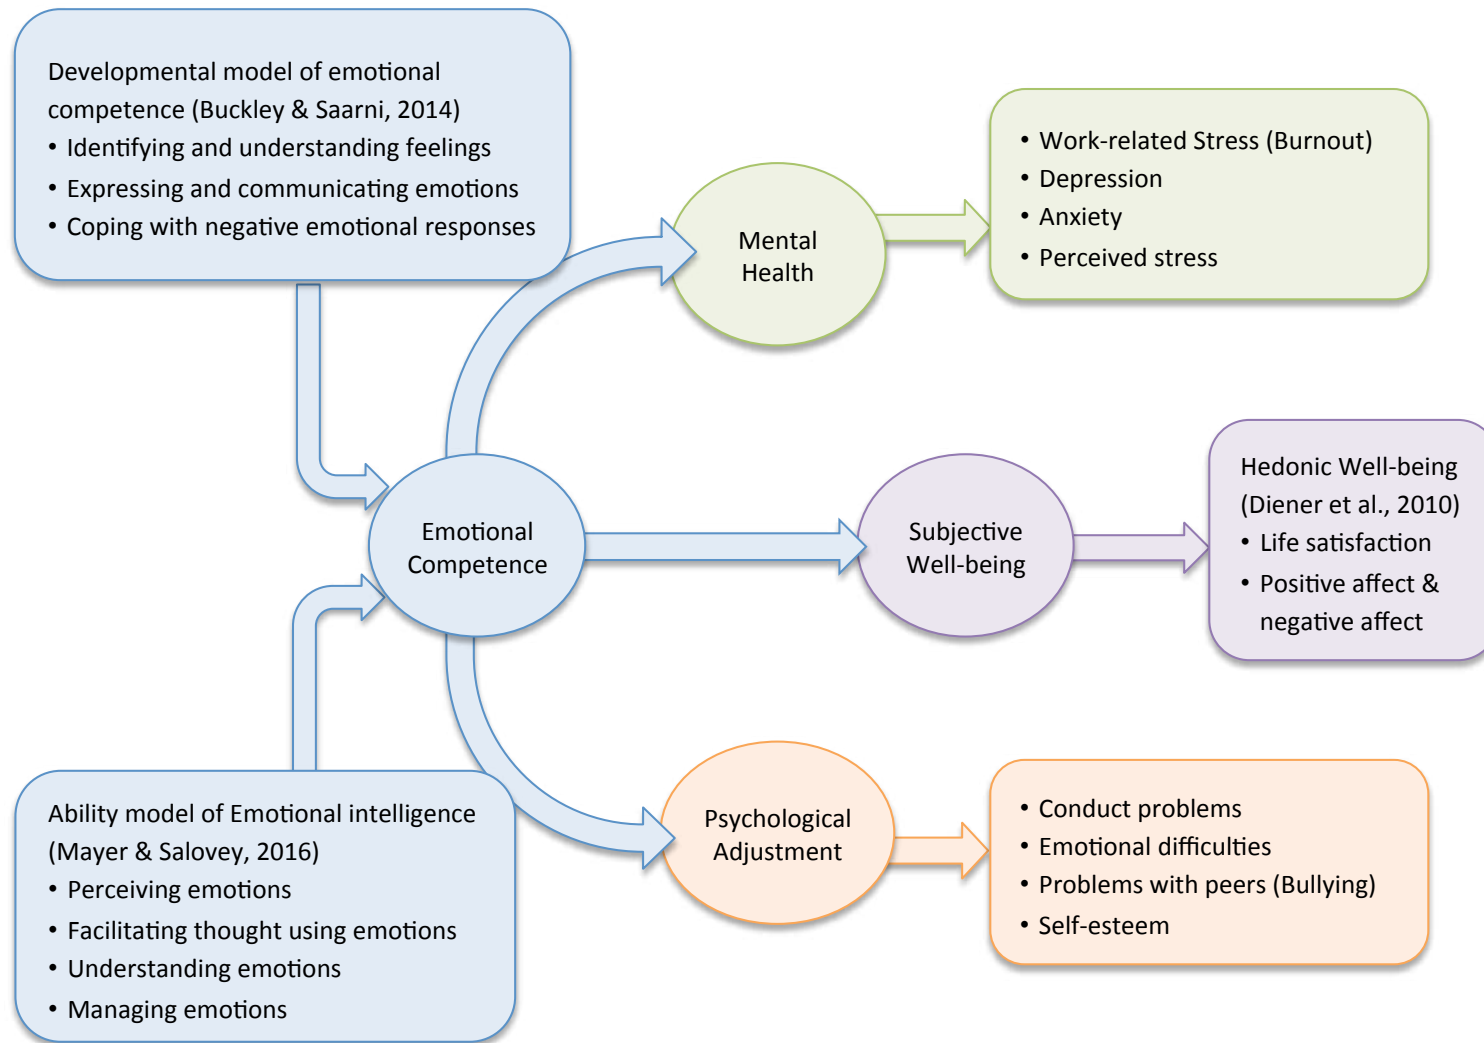 Developmental model of emotional
competence (Buckley & Saarni, 2014)
• Identifying and understanding feelings
• Expressing and communicating emotions
• Coping with negative emotional responses
Mental
Health
• Work-related Stress (Burnout)
• Depression
• Anxiety
• Perceived stress
Emotional
Competence
Subjective
Well-being
Hedonic Well-being
(Diener et al., 2010)
• Life satisfaction
• Positive affect &
negative affect
Ability model of Emotional intelligence
(Mayer & Salovey, 2016)
• Perceiving emotions
• Facilitating thought using emotions
• Understanding emotions
• Managing emotions
Psychological
Adjustment
• Conduct problems
• Emotional difficulties
• Problems with peers (Bullying)
• Self-esteem